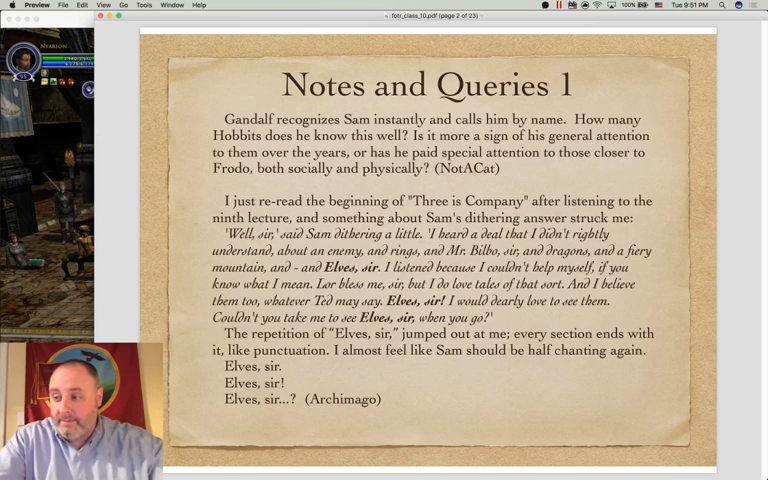 Preview File Edit View Go Tools Window Help
100% Tue 9:51 PM
fotr_class_10.pdf (page 2 of 23)
NYARION
95
Notes and Queries 1
Gandalf recognizes Sam instantly and calls him by name. How many
Hobbits does he know this well? Is it more a sign of his general attention
to them over the years, or has he paid special attention to those closer to
Frodo, both socially and physically? (NotACat)
I just re-read the beginning of "Three is Company" after listening to the
ninth lecture, and something about Sam's dithering answer struck me:
'Well, sir,' said Sam dithering a little. 'I heard a deal that I didn't rightly
understand, about an enemy, and rings, and Mr. Bilbo, sir, and dragons, and a fiery
mountain, and - and Elves, sir. I listened because I couldn't help myself, if you
know what I mean. Lor bless me, sir, but I do love tales of that sort. And I believe
them too, whatever Ted may say. Elves, sir! I would dearly love to see them.
Couldn't you take me to see Elves, sir, when you go?'
The repetition of “Elves, sir,” jumped out at me; every section ends with
it, like punctuation. I almost feel like Sam should be half chanting again.
Elves, sir.
Elves, sir!
Elves, sir...? (Archimago)